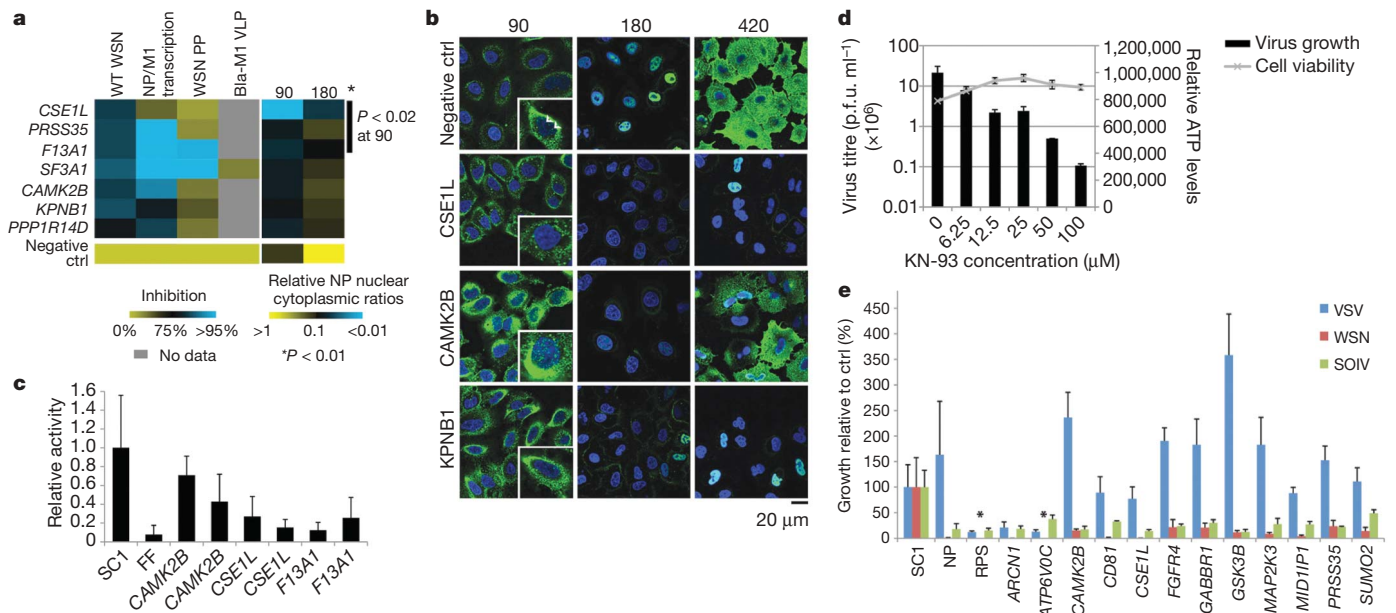 a
WT WSN
NP/M1
transcription
WSN PP
Bla-M1 VLP
90
180
*
P < 0.02
at 90
CSE1L
PRSS35
F13A1
SF3A1
CAMK2B
KPNB1
PPP1R14D
Negative
ctrl
Inhibition
0% 75% >95%
No data
Relative NP nuclear
cytoplasmic ratios
>1 0.1 <0.01
*P < 0.01
b
90 180 420
Negative ctrl
CSE1L
CAMK2B
KPNB1
20 μm
c
Relative activity
1.6
1.4
1.2
1.0
0.8
0.6
0.4
0.2
0
SC1 FF CAMK2B CAMK2B CSE1L CSE1L F13A1 F13A1
d
Virus titre (p.f.u. ml⁻¹)
(×10⁶)
100
10
1
0.1
0.01
1,200,000
1,000,000
800,000
600,000
400,000
200,000
0
Relative ATP levels
0 6.25 12.5 25 50 100
KN-93 concentration (μM)
Virus growth
Cell viability
e
Growth relative to ctrl (%)
450
400
350
300
250
200
150
100
50
0
VSV
WSN
SOIV
* *
SC1 NP RPS ARCN1 ATP6V0C CAMK2B CD81 CSE1L FGFR4 GABBR1 GSK3B MAP2K3 MID1IP1 PRSS35 SUMO2